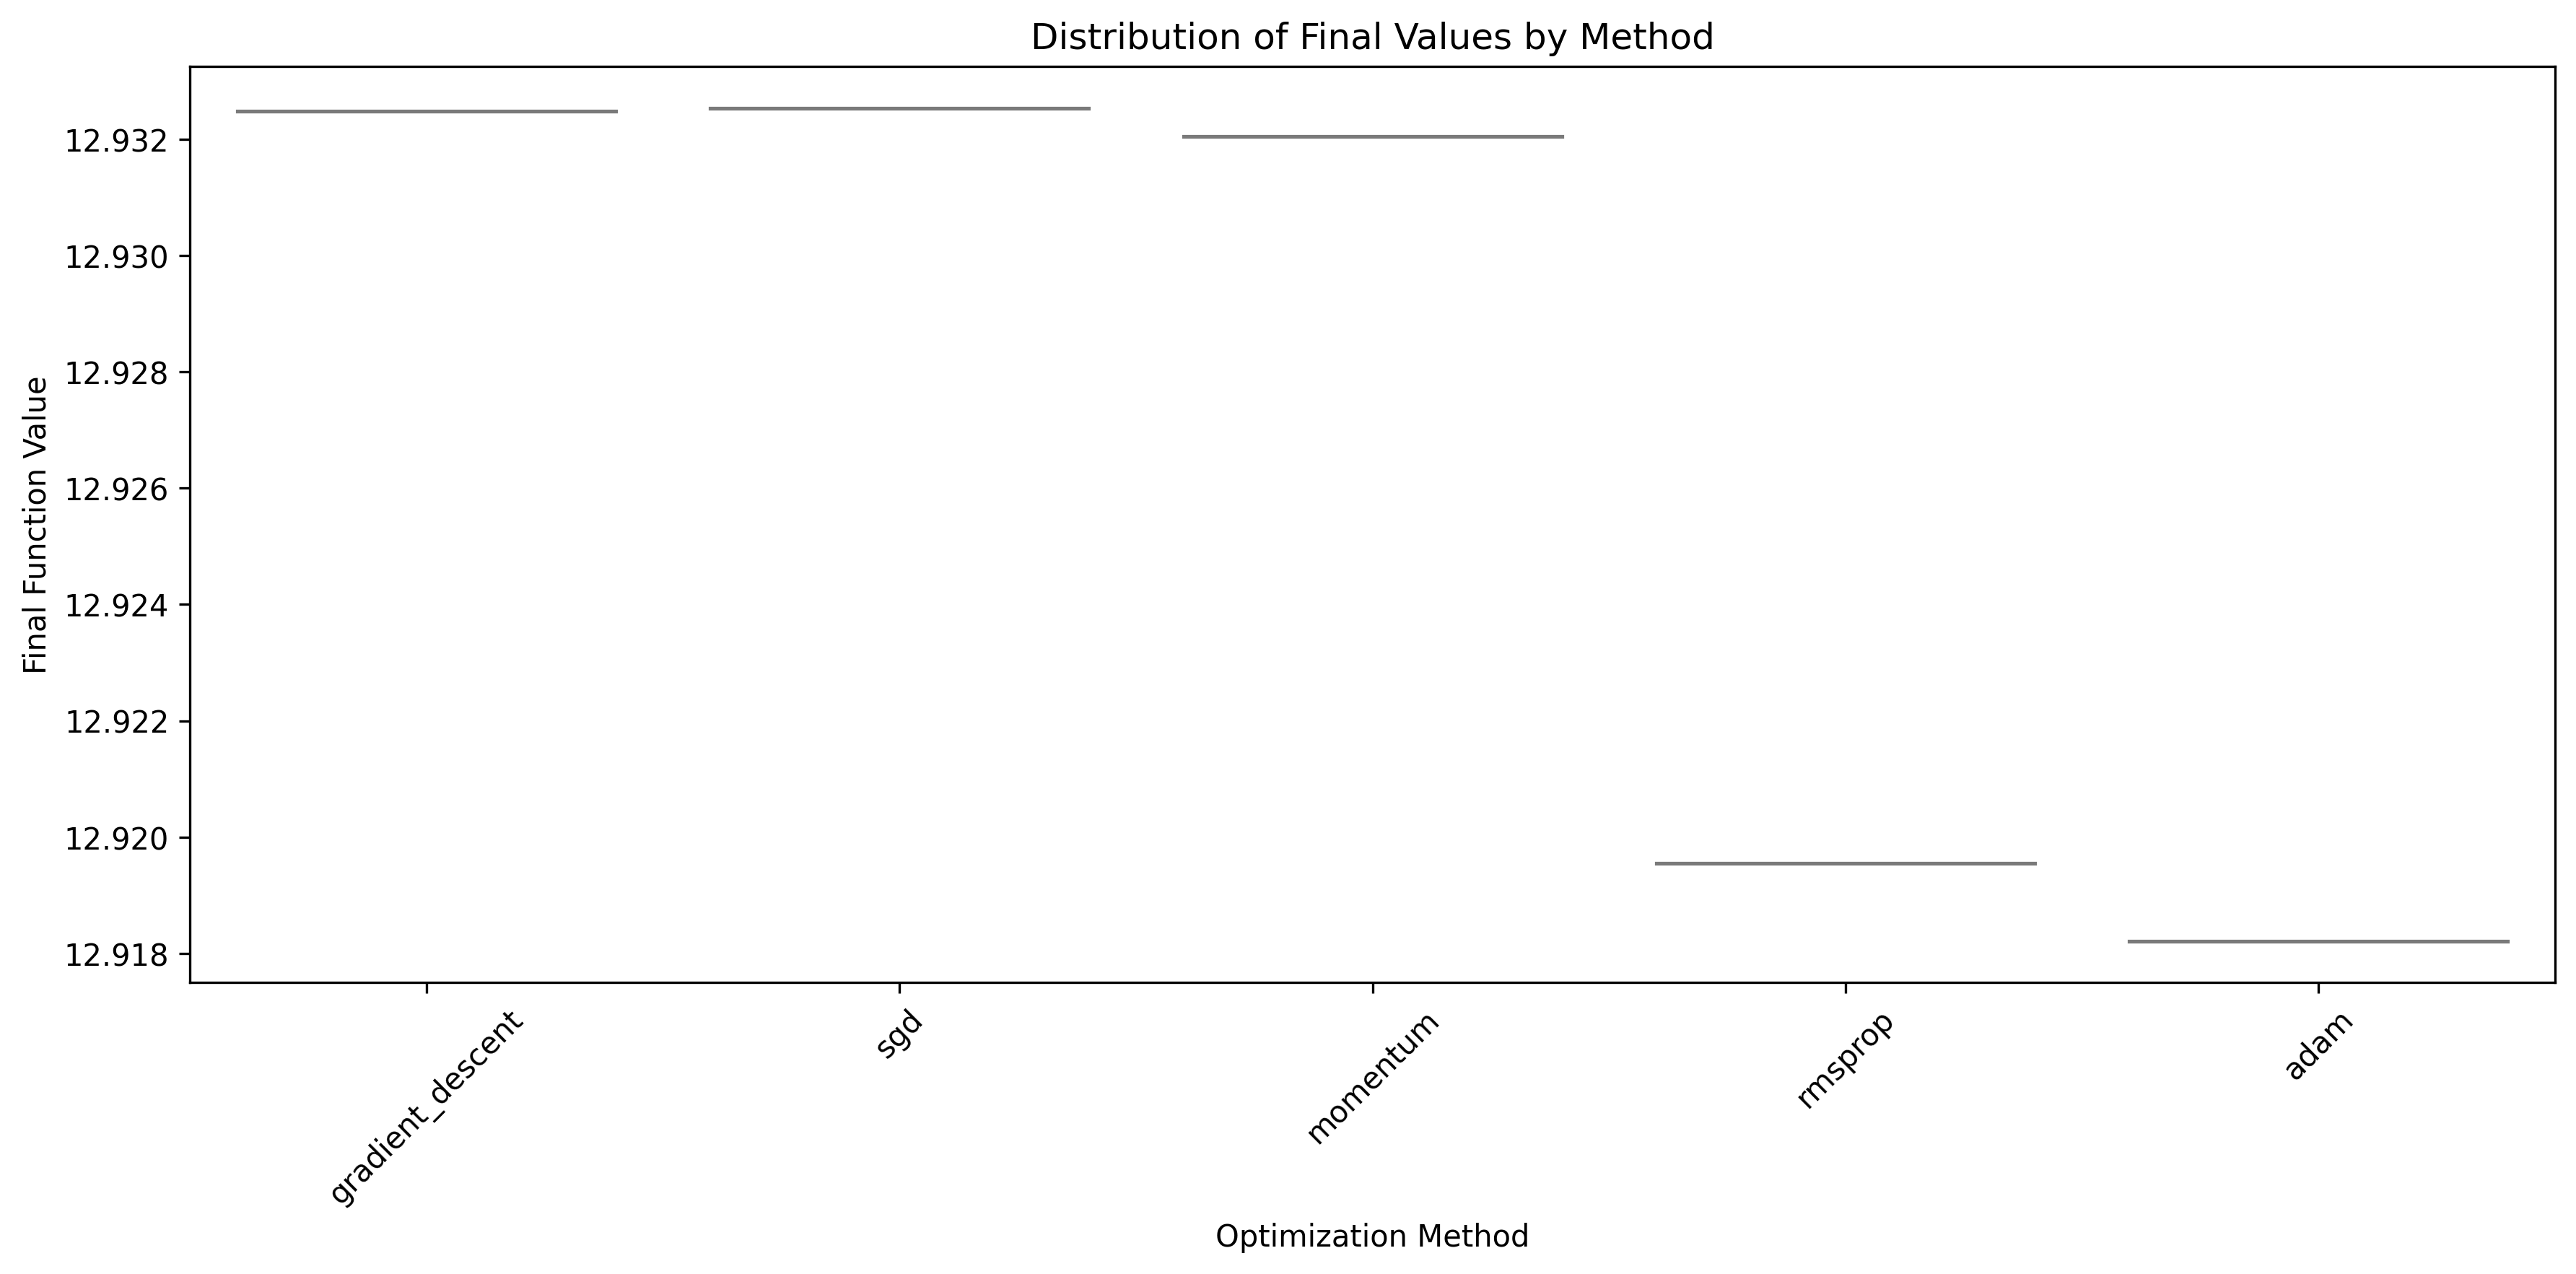 Distribution of Final Values by Method
Final Function Value
12.932
12.930
12.928
12.926
12.924
12.922
12.920
12.918
gradient_descent
sgd
momentum
rmsprop
adam
Optimization Method